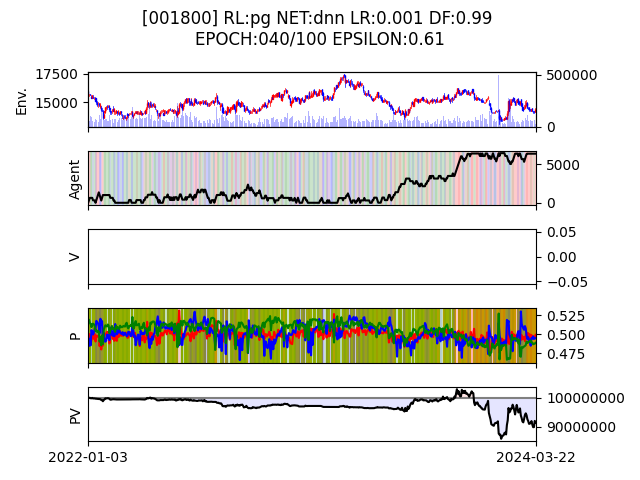 [001800] RL:pg NET:dnn LR:0.001 DF:0.99
EPOCH:040/100 EPSILON:0.61
Env.
17500
15000
500000
0
Agent
5000
0
V
0.05
0.00
−0.05
P
0.525
0.500
0.475
PV
100000000
90000000
2022-01-03
2024-03-22